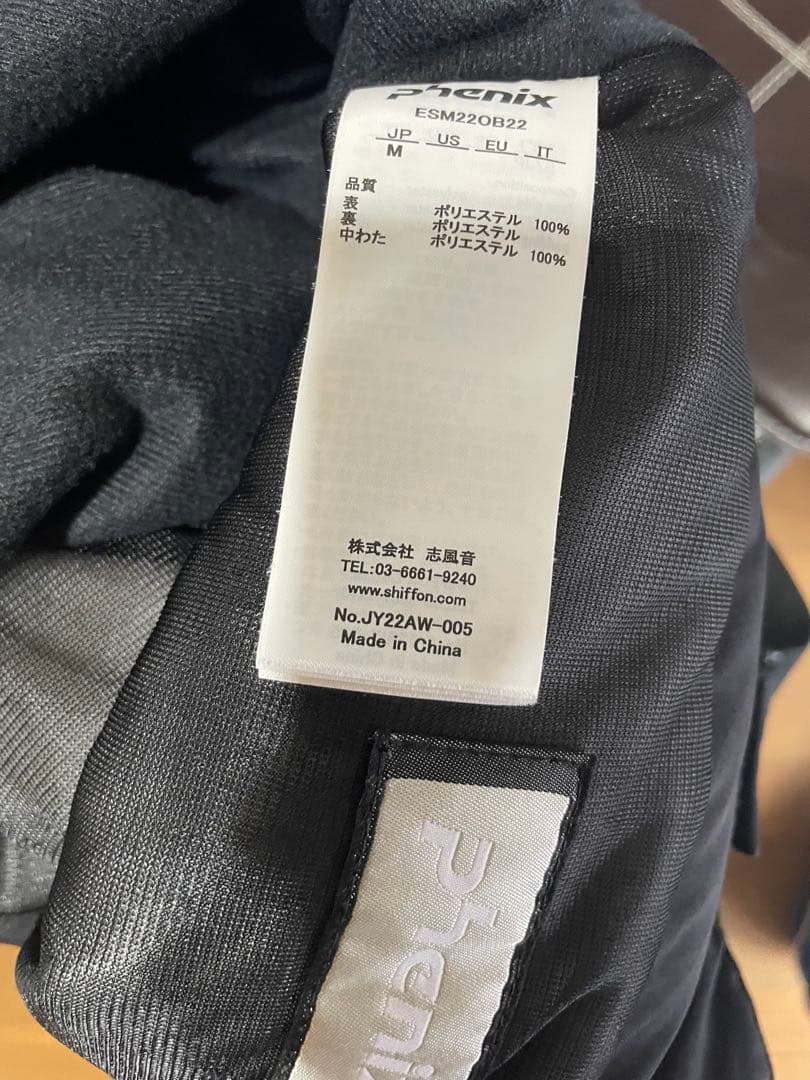 phenix
ESM22OB22
JP US EU IT
M
品質
表 ポリエステル 100%
裏 ポリエステル
中わた ポリエステル 100%
株式会社 志風音
TEL:03-6661-9240
www.shiffon.com
No.JY22AW-005
Made in China
phenix